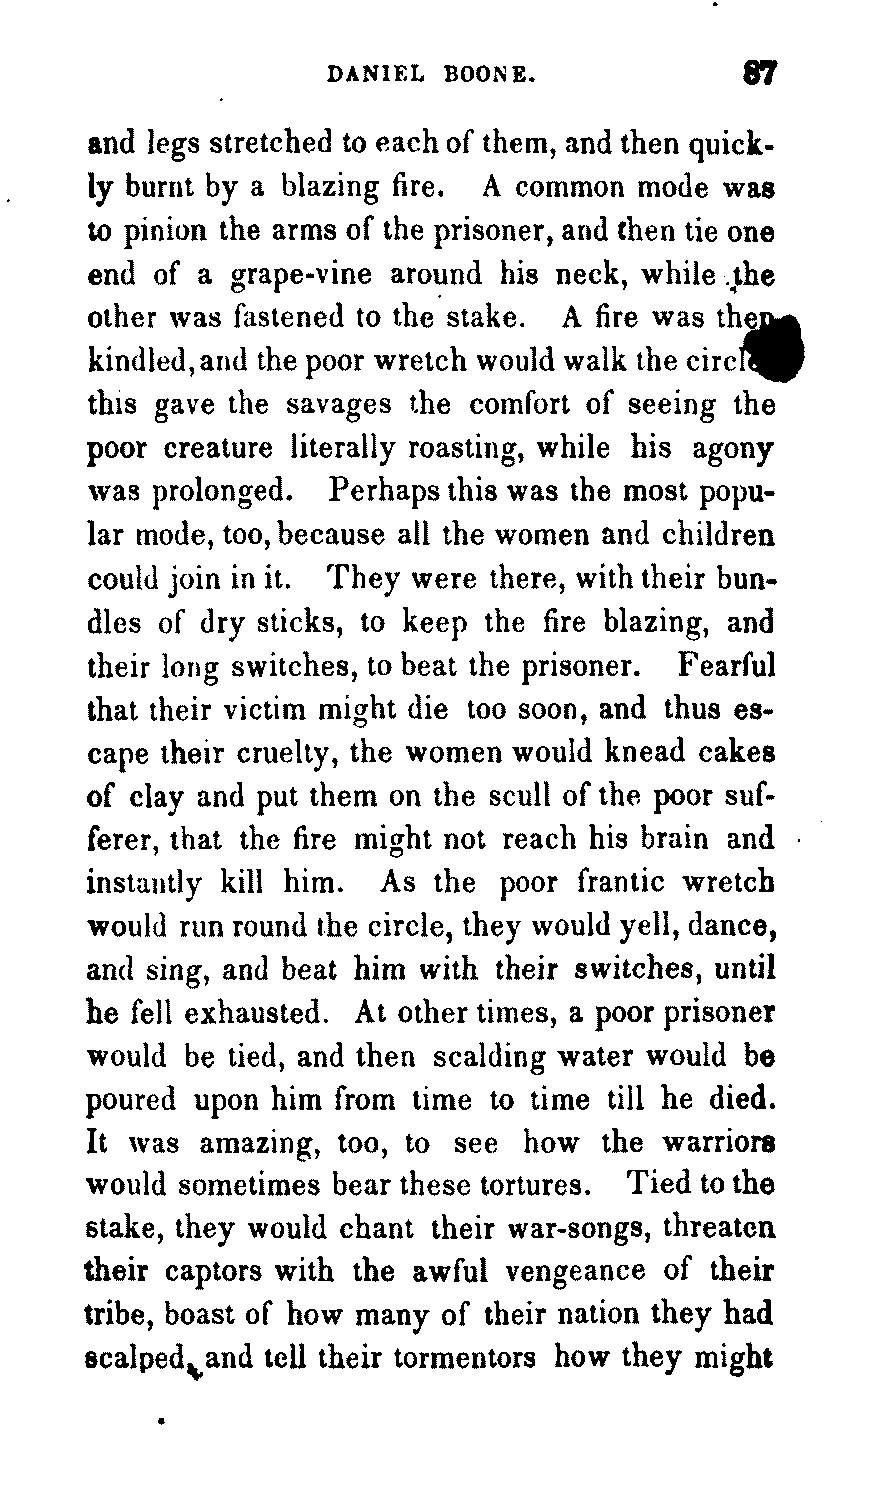 DANIEL BOONE. 87
and legs stretched to each of them, and then quick-
ly burnt by a blazing fire. A common mode was
to pinion the arms of the prisoner, and then tie one
end of a grape-vine around his neck, while the
other was fastened to the stake. A fire was then
kindled, and the poor wretch would walk the
this gave the savages the comfort of seeing the
poor creature literally roasting, while his agony
was prolonged. Perhaps this was the most popu-
lar mode, too, because all the women and children
could join in it. They were there, with their bun-
dles of dry sticks, to keep the fire blazing, and
their long switches, to beat the prisoner. Fearful
that their victim might die too soon, and thus es-
cape their cruelty, the women would knead cakes
of clay and put them on the scull of the poor suf-
ferer, that the fire might not reach his brain and
instantly kill him. As the poor frantic wretch
would run round the circle, they would yell, dance,
and sing, and beat him with their switches, until
he fell exhausted. At other times, a poor prisoner
would be tied, and then scalding water would be
poured upon him from time to time till he died.
It was amazing, too, to see how the warriors
would sometimes bear these tortures. Tied to the
stake, they would chant their war-songs, threaten
their captors with the awful vengeance of their
tribe, boast of how many of their nation they had
scalped, and tell their tormentors how they might